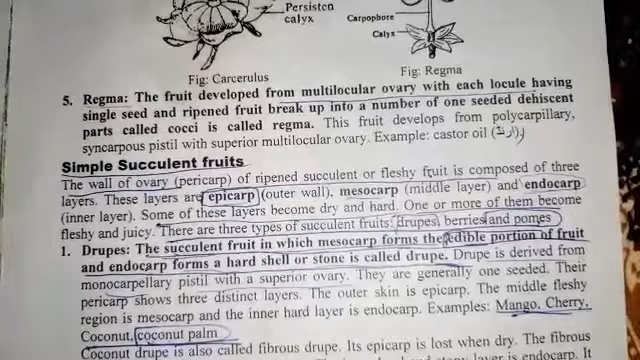 Persisten
calyx
Carpophore
Calyx
Fig: Carcerulus
Fig: Regma
5. Regma: The fruit developed from multilocular ovary with each locule having
single seed and ripened fruit break up into a number of one seeded dehiscent
parts called cocci is called regma. This fruit develops from polycarpillary,
syncarpous pistil with superior multilocular ovary. Example: castor oil
Simple Succulent fruits
The wall of ovary (pericarp) of ripened succulent or fleshy fruit is composed of three
layers. These layers are epicarp (outer wall), mesocarp (middle layer) and endocarp
(inner layer). Some of these layers become dry and hard. One or more of them become
fleshy and juicy. There are three types of succulent fruits: drupes, berries and pomes
1. Drupes: The succulent fruit in which mesocarp forms the edible portion of fruit
and endocarp forms a hard shell or stone is called drupe. Drupe is derived from
monocarpellary pistil with a superior ovary. They are generally one seeded. Their
pericarp shows three distinct layers. The outer skin is epicarp. The middle fleshy
region is mesocarp and the inner hard layer is endocarp. Examples: Mango, Cherry,
Coconut, coconut palm
Coconut drupe is also called fibrous drupe. Its epicarp is lost when dry. The fibrous
layer is endocarp. It